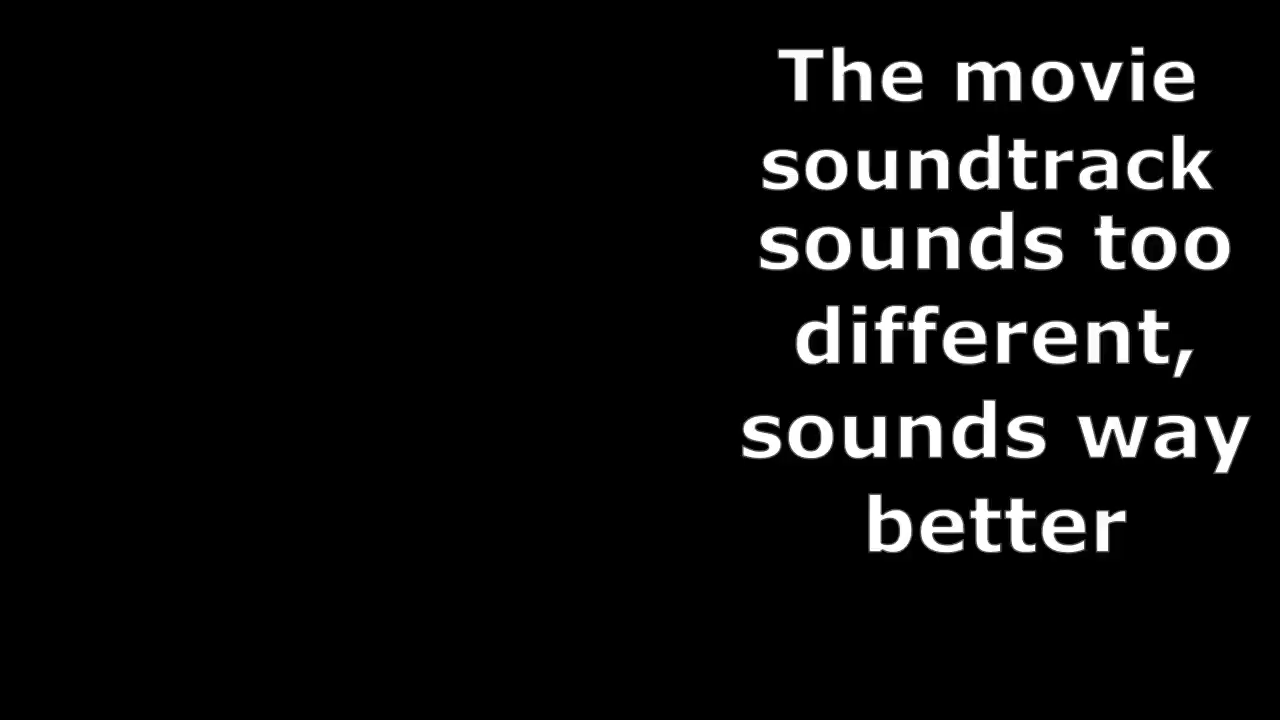 The movie
soundtrack
sounds too
different,
sounds way
better